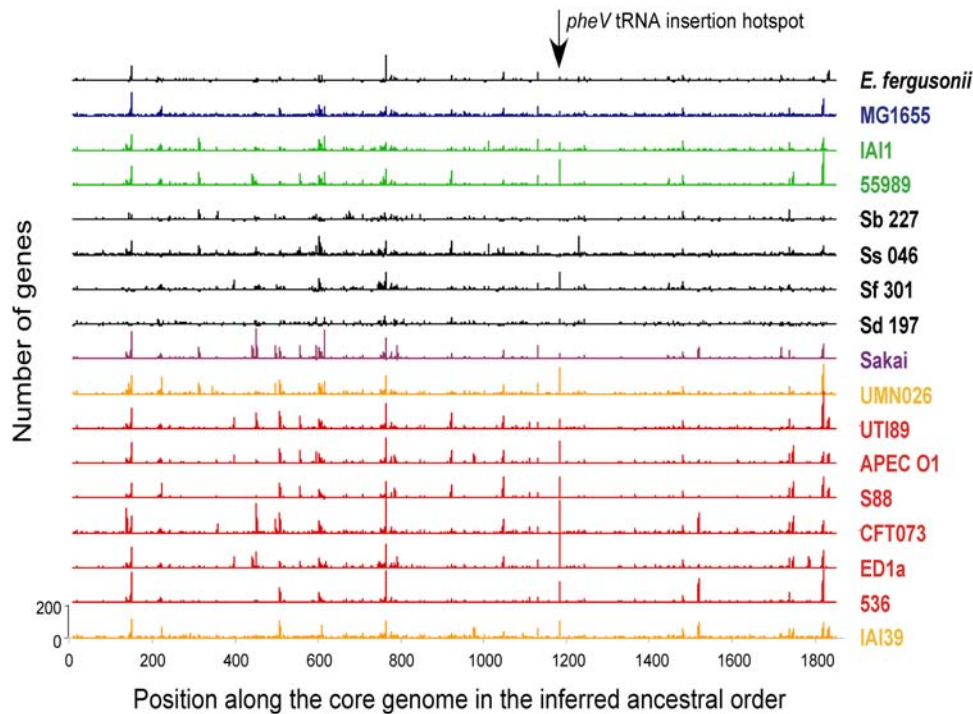 pheV tRNA insertion hotspot
E. fergusonii
MG1655
IAI1
55989
Sb 227
Ss 046
Sf 301
Sd 197
Sakai
UMN026
UTI89
APEC O1
S88
CFT073
ED1a
536
IAI39
Number of genes
200
0
0 200 400 600 800 1000 1200 1400 1600 1800
Position along the core genome in the inferred ancestral order